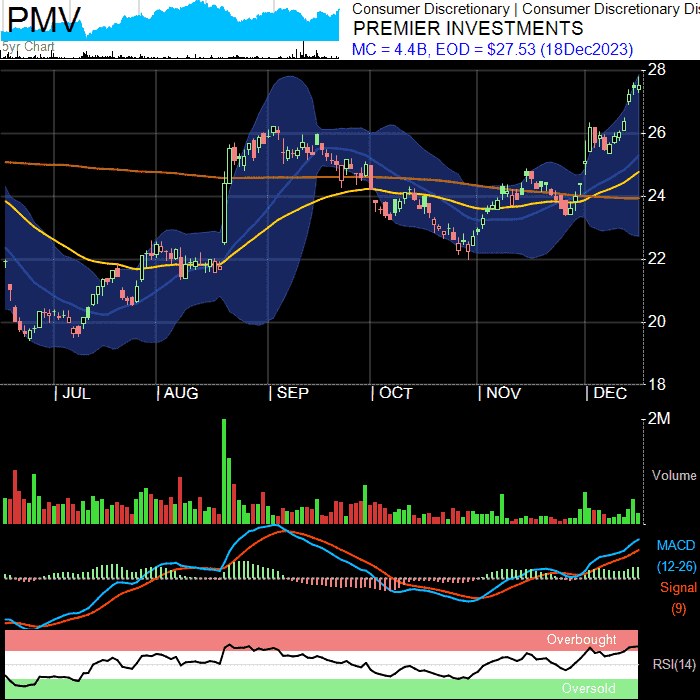 PMV
5yr Chart
Consumer Discretionary | Consumer Discretionary Dis
PREMIER INVESTMENTS
MC = 4.4B, EOD = $27.53 (18Dec2023)
28
26
24
22
20
18
| JUL | AUG | SEP | OCT | NOV | DEC
2M
Volume
MACD
(12-26)
Signal
(9)
Overbought
RSI(14)
Oversold